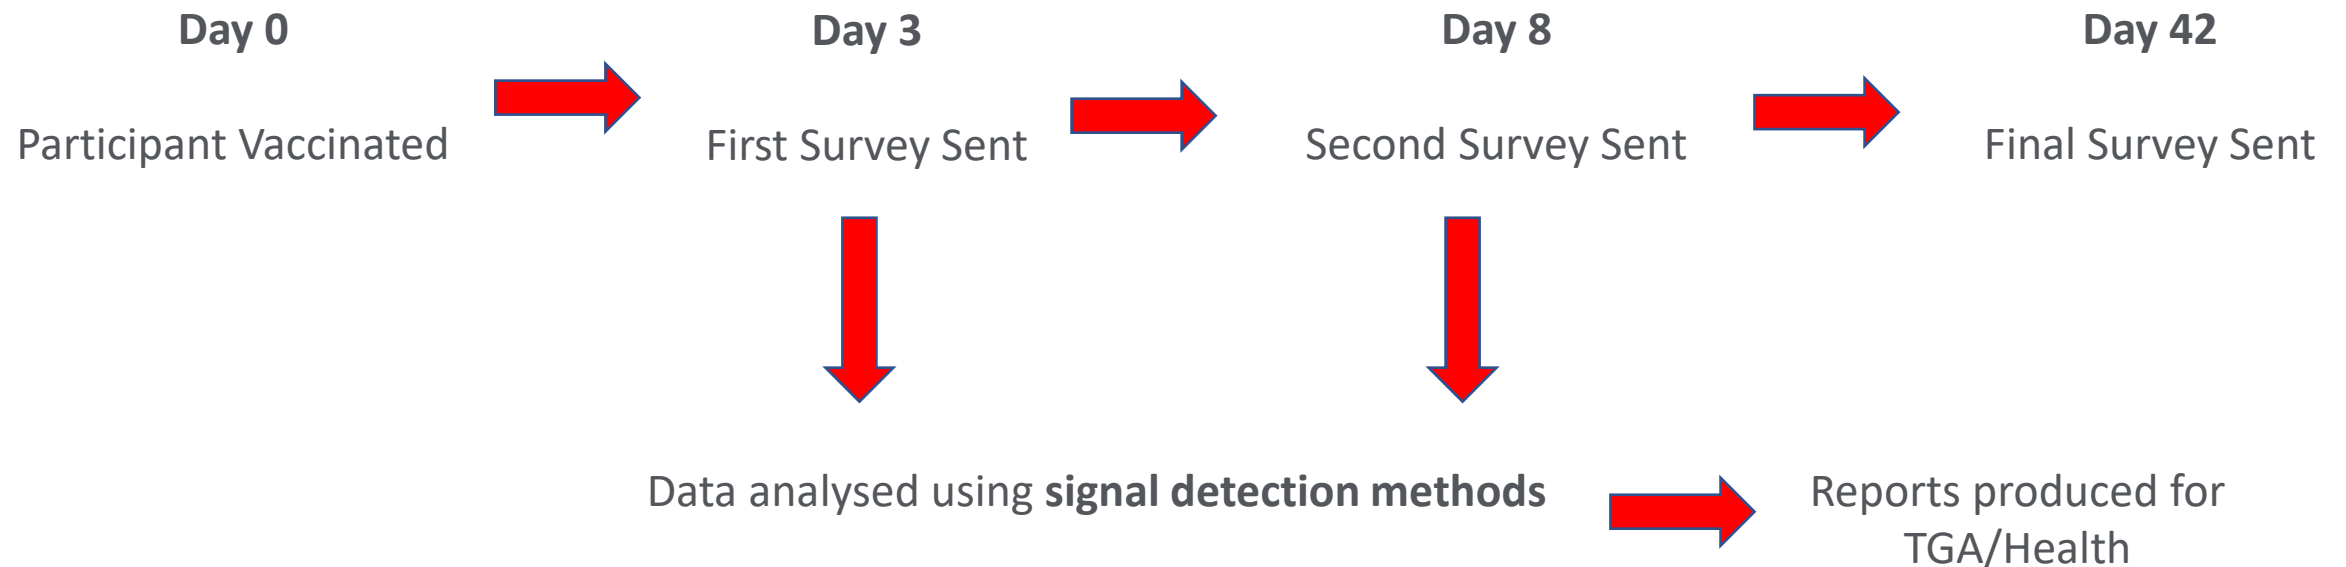 Day 0
Day 3
Day 8
Day 42
Participant Vaccinated
First Survey Sent
Second Survey Sent
Final Survey Sent
Data analysed using signal detection methods
Reports produced for
TGA/Health